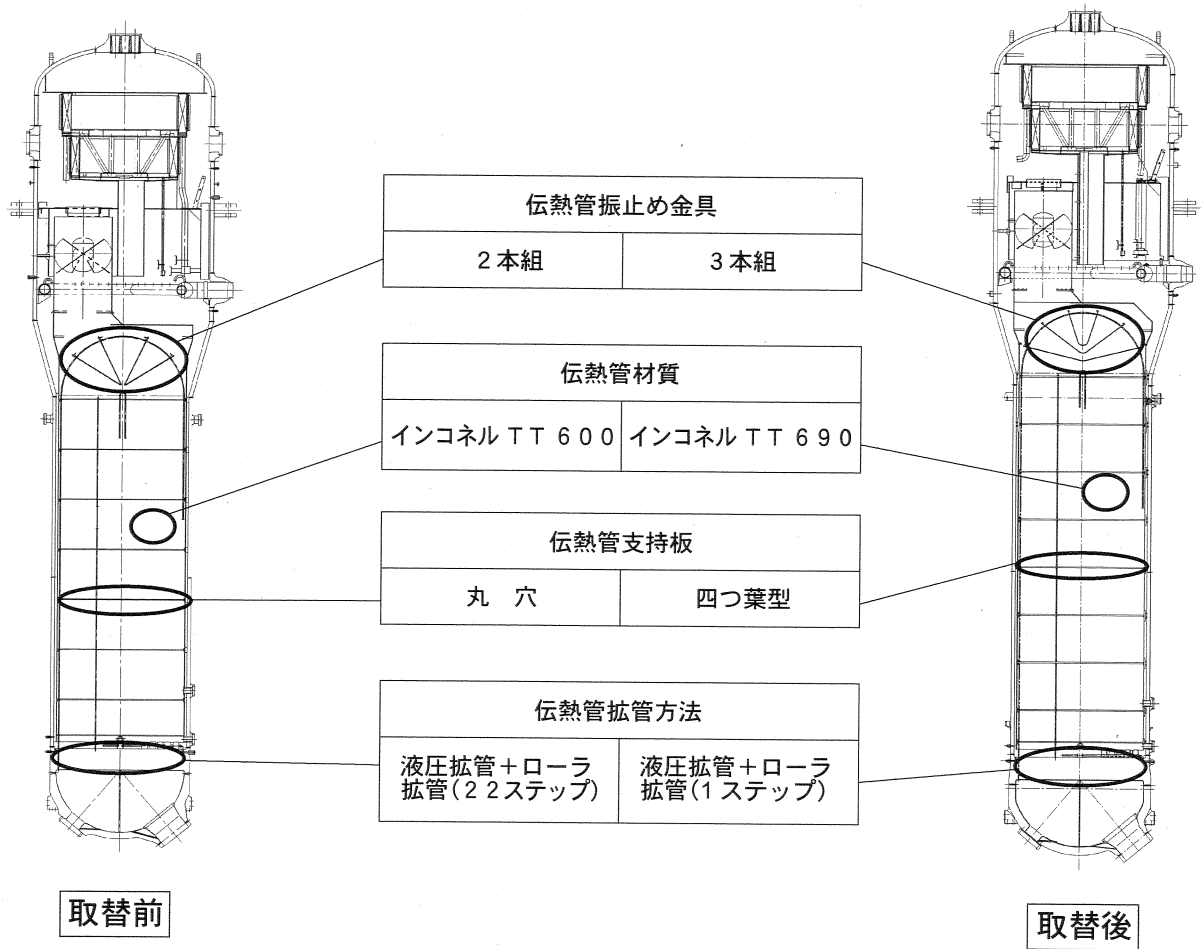 伝熱管振止め金具
２本組
３本組
伝熱管材質
インコネルＴＴ６００
インコネルＴＴ６９０
伝熱管支持板
丸　穴
四つ葉型
伝熱管拡管方法
液圧拡管＋ローラ
拡管(２２ステップ)
液圧拡管＋ローラ
拡管(１ステップ)
取替前
取替後